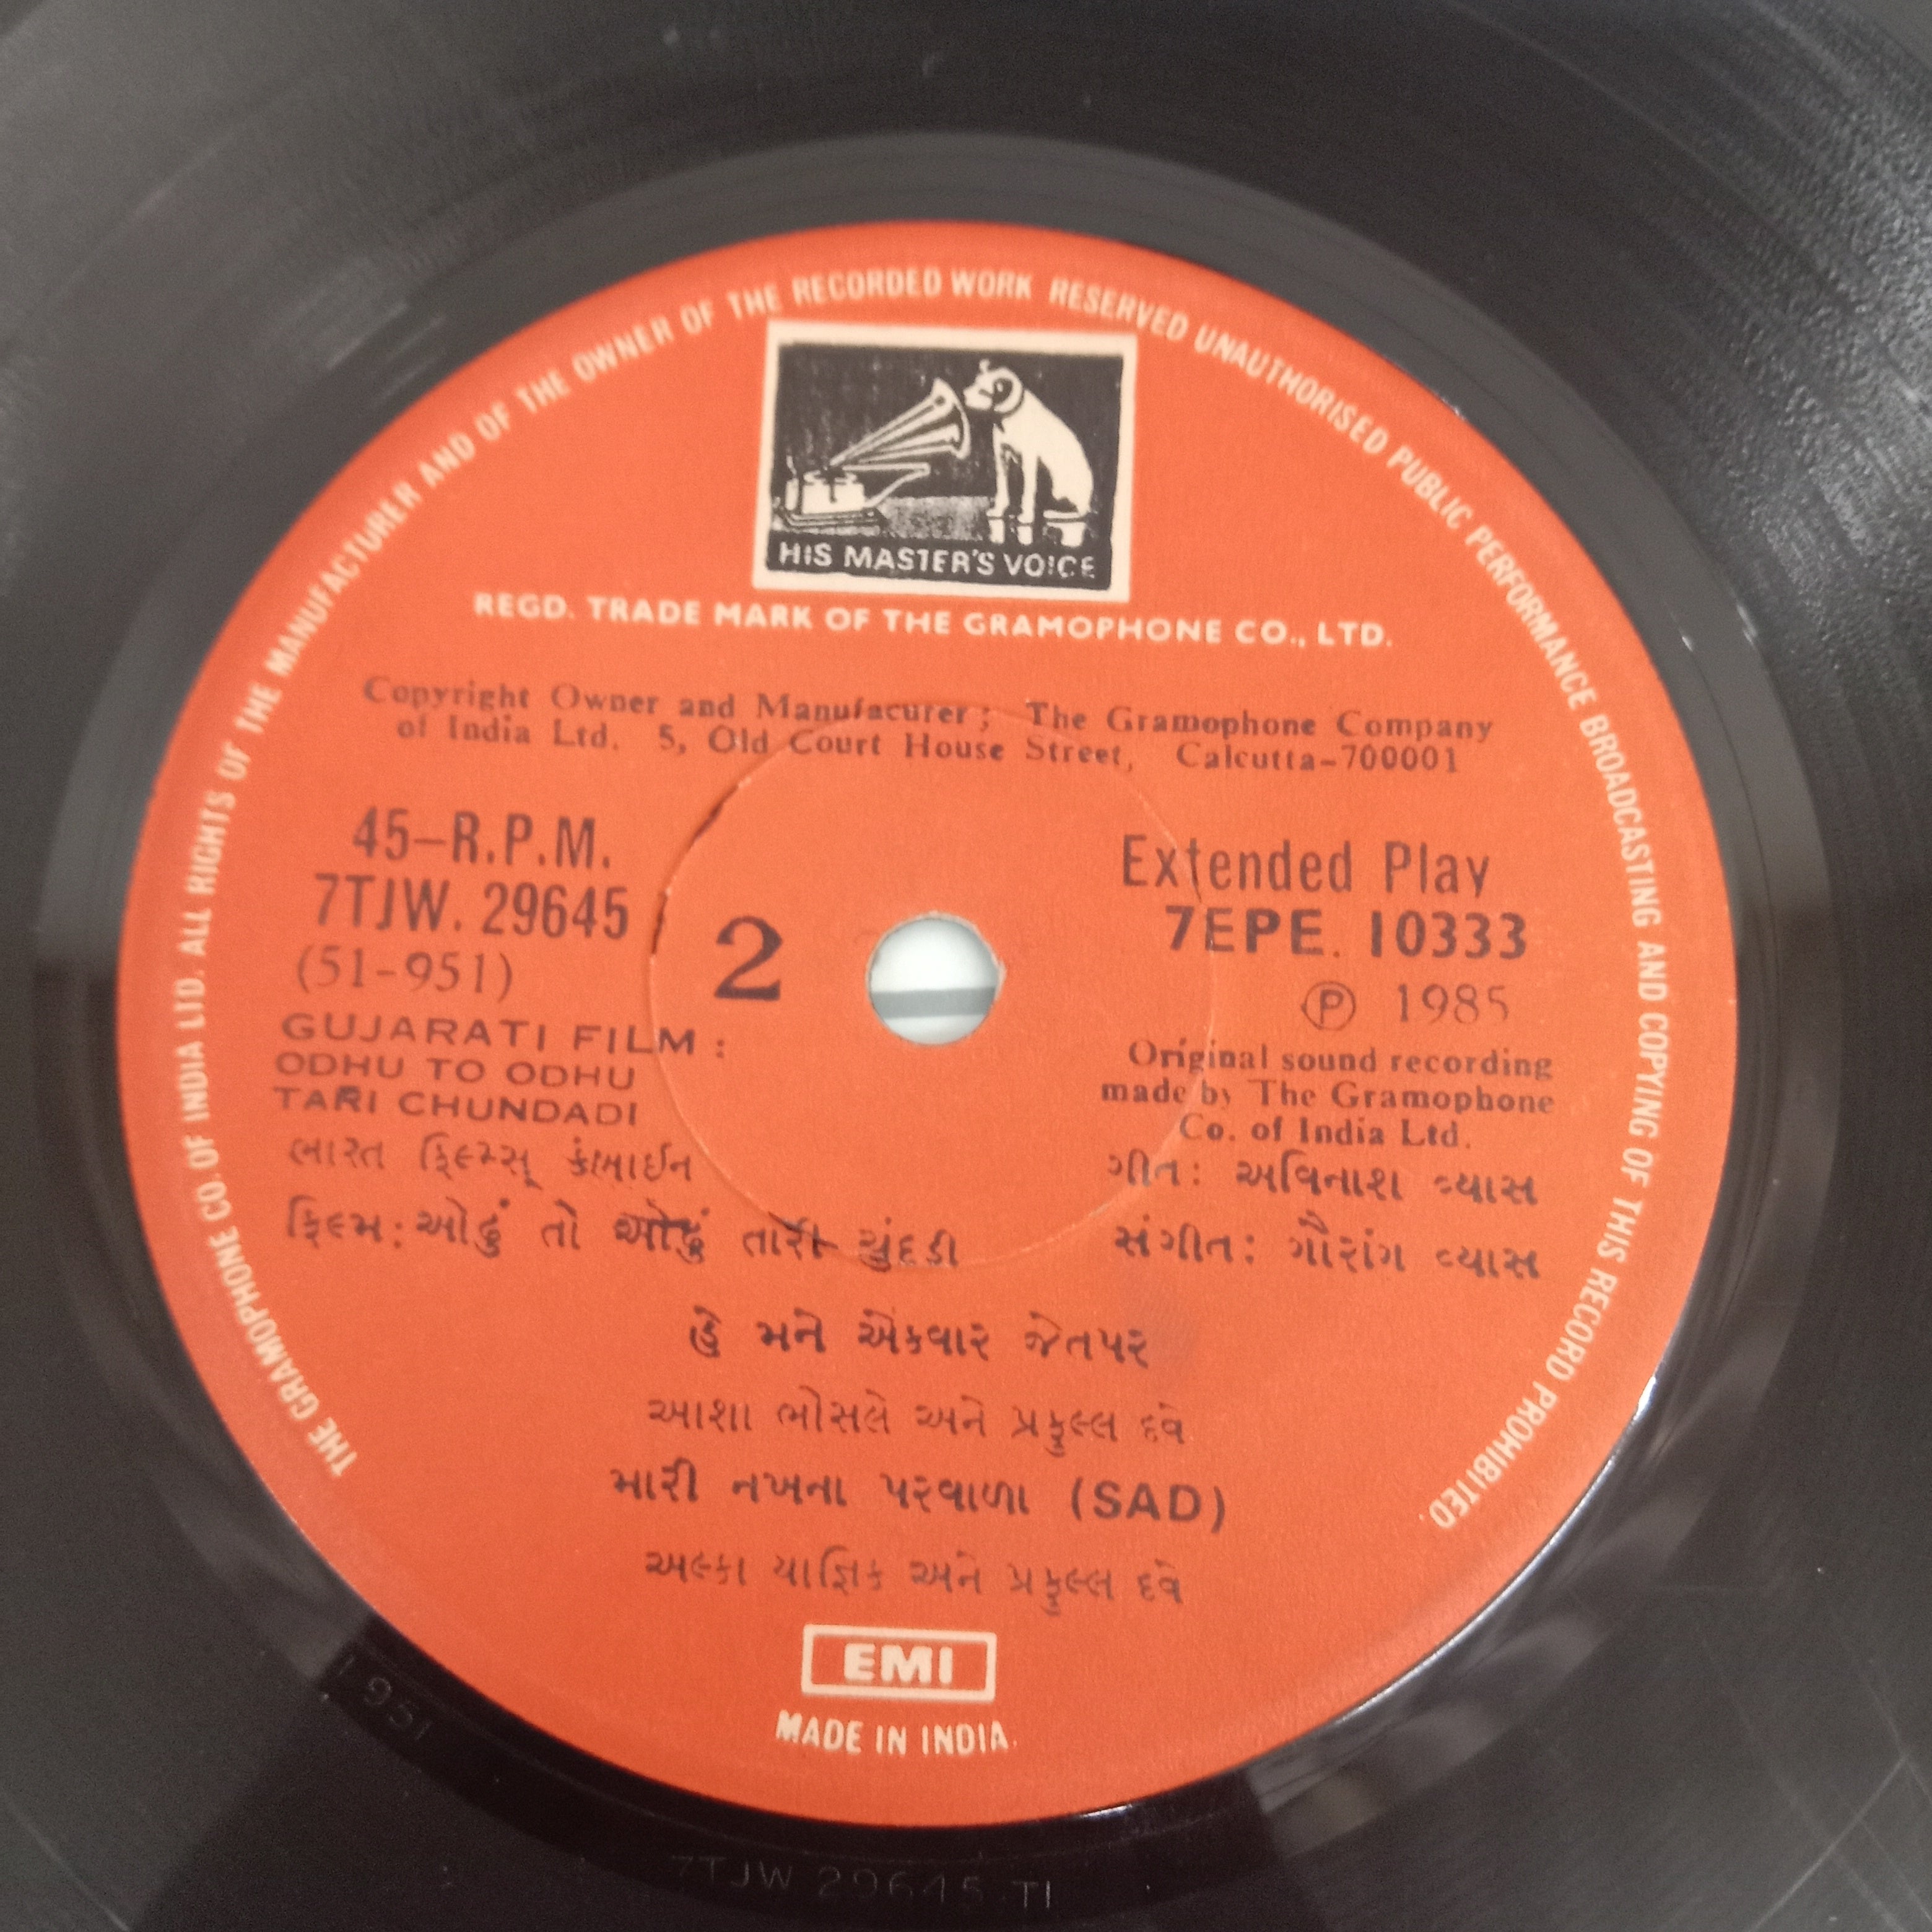 THE GRAMOPHONE CO. OF INDIA LTD. ALL RIGHTS OF THE MANUFACTURER AND OF THE OWNER OF THE RECORDED WORK RESERVED UNAUTHORISED PUBLIC PERFORMANCE BROADCASTING AND COPYING OF THIS RECORD PROHIBITED
HIS MASTER'S VOICE
REGD. TRADE MARK OF THE GRAMOPHONE CO., LTD.
Copyright Owner and Manufacurer; The Gramophone Company
of India Ltd. 5, Old Court House Street, Calcutta-700001
45-R.P.M.
7TJW. 29645
(51-951)
2
Extended Play
7EPE. 10333
Ⓟ 1985
GUJARATI FILM :
ODHU TO ODHU
TARI CHUNDADI
Original sound recording
made by The Gramophone
Co. of India Ltd.
ભારત ફિલ્મ્સ્ કંબાઈન
ગીત: અવિનાશ વ્યાસ
ફિલ્મ: ઓઢું તો ઓઢું તારી ચુંદડી
સંગીત: ગૌરાંગ વ્યાસ
હે મને એકવાર જેતપર
આશા ભોસલે અને પ્રફુલ્લ દવે
મારી નખના પરવાળા (SAD)
અલ્કા યાજ્ઞિક અને પ્રફુલ્લ દવે
EMI
MADE IN INDIA.
7TJW 29645 T1